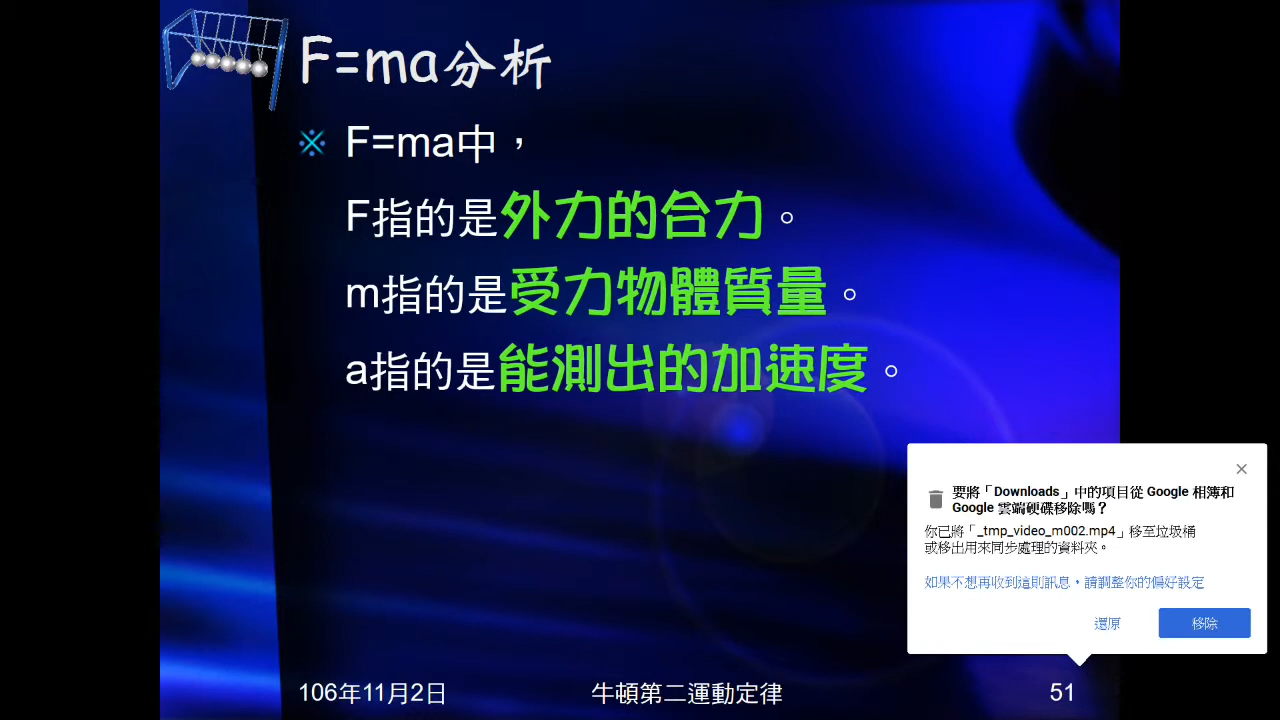 F=ma分析
※ F=ma中，
F指的是外力的合力。
m指的是受力物體質量。
a指的是能測出的加速度。
要將「Downloads」中的項目從 Google 相簿和
Google 雲端硬碟移除嗎？
你已將「_tmp_video_m002.mp4」移至垃圾桶
或移出用來同步處理的資料夾。
如果不想再收到這則訊息，請調整你的偏好設定
還原
移除
106年11月2日
牛頓第二運動定律
51